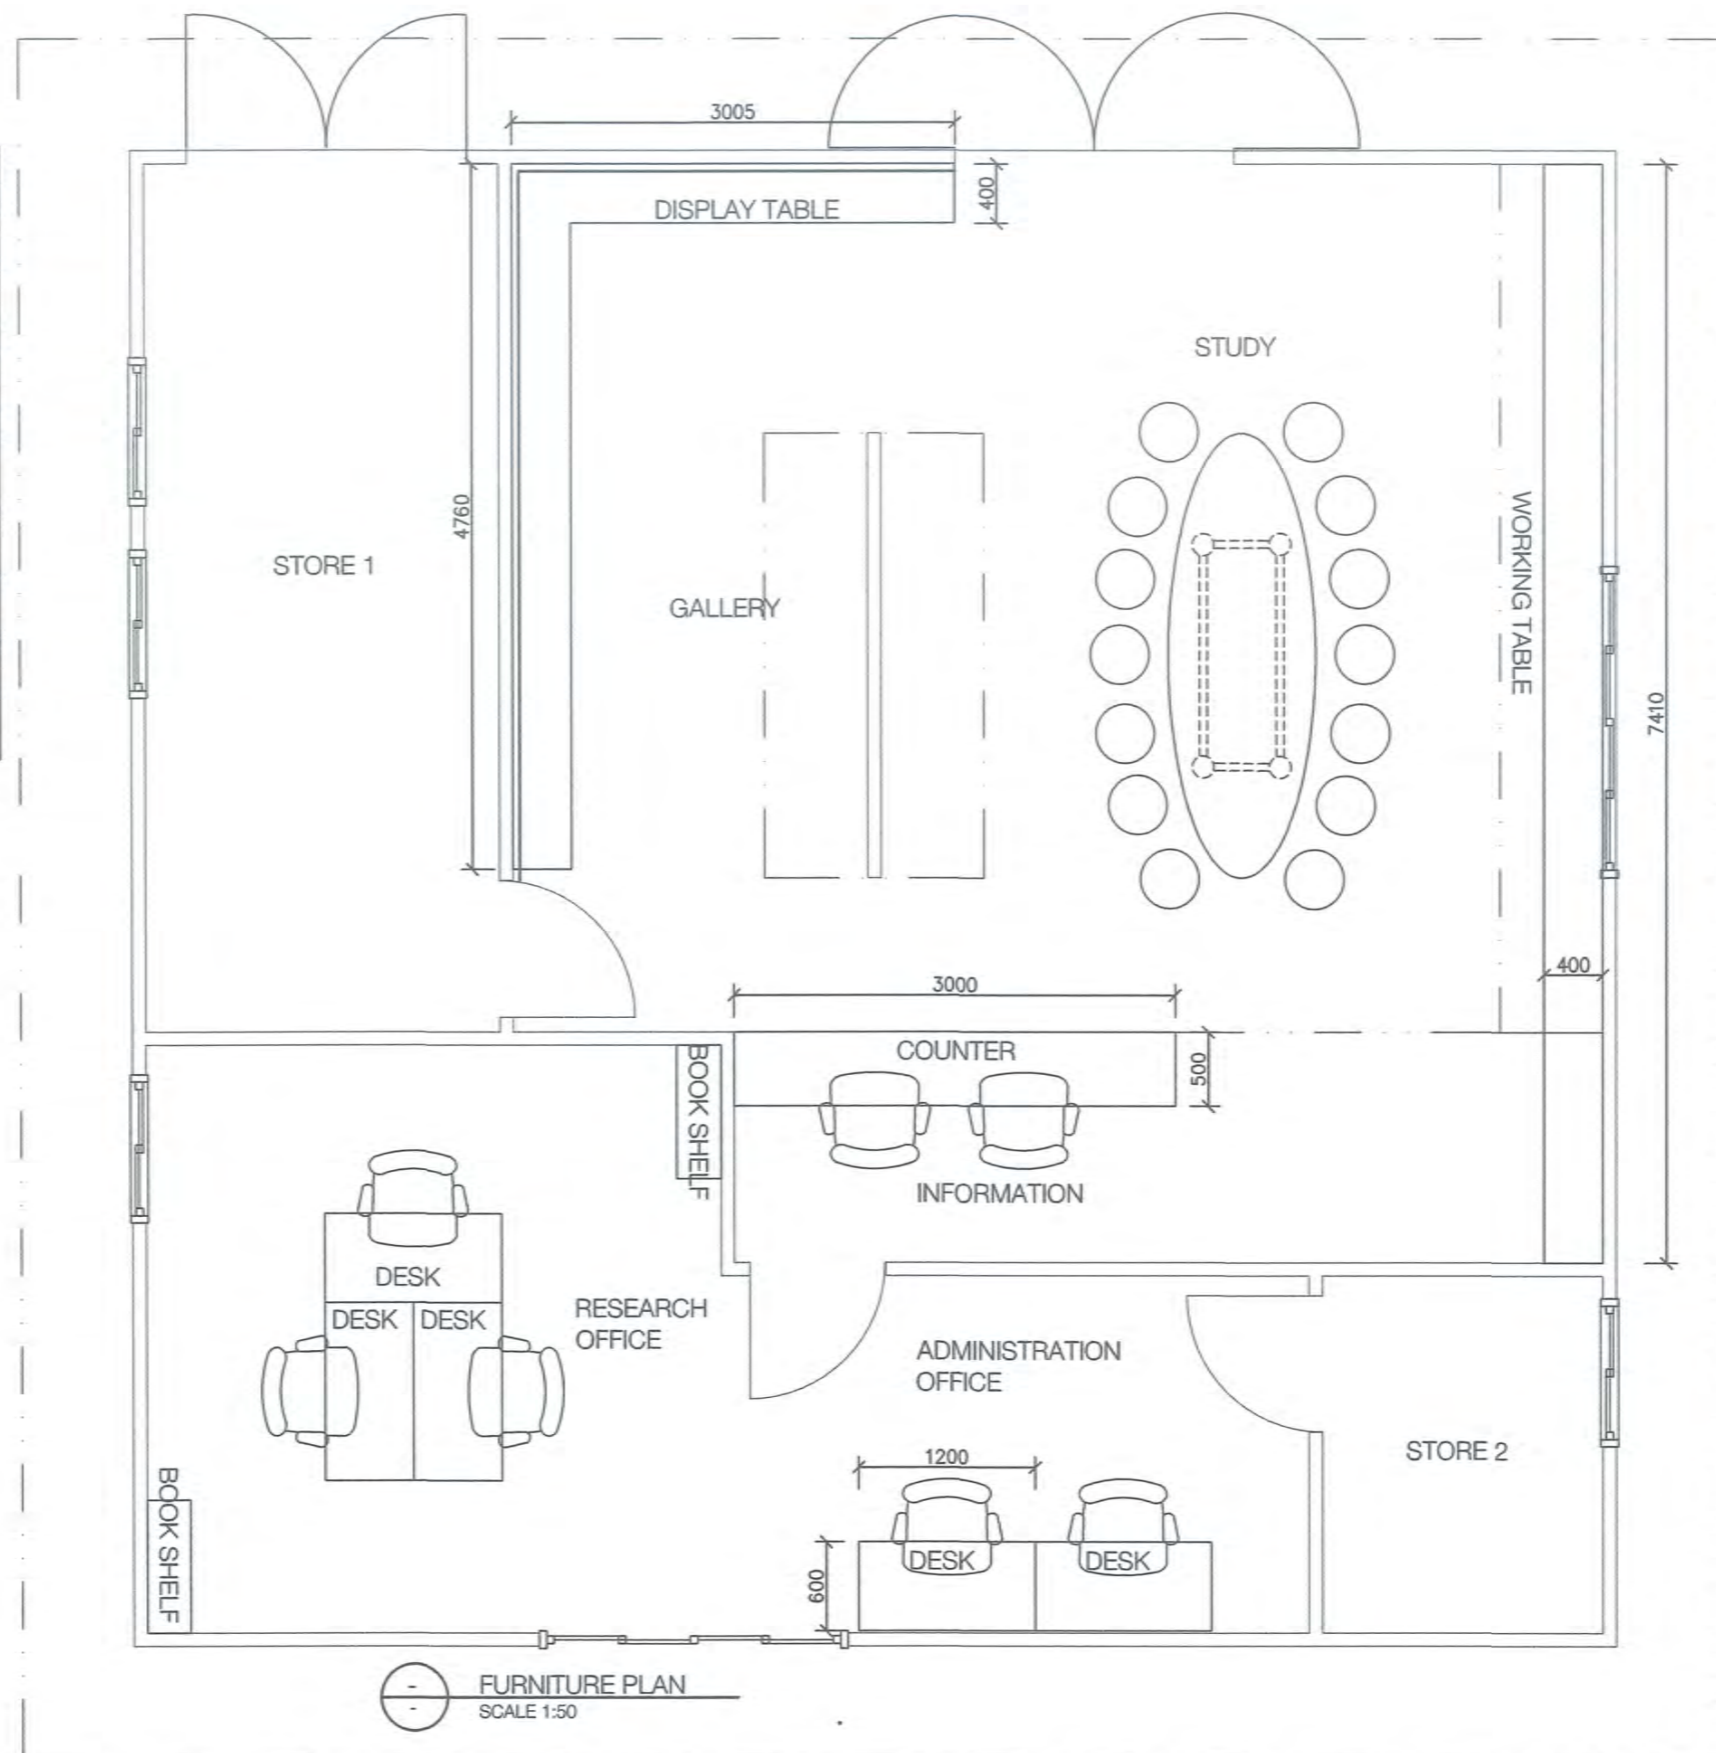 3005
400
DISPLAY TABLE
STUDY
4760
WORKING TABLE
STORE 1
GALLERY
7410
400
3000
COUNTER
500
BOOK SHELF
INFORMATION
DESK
DESK
DESK
RESEARCH
OFFICE
ADMINISTRATION
OFFICE
STORE 2
1200
BOOK SHELF
DESK
DESK
600
-
-
FURNITURE PLAN
SCALE 1:50